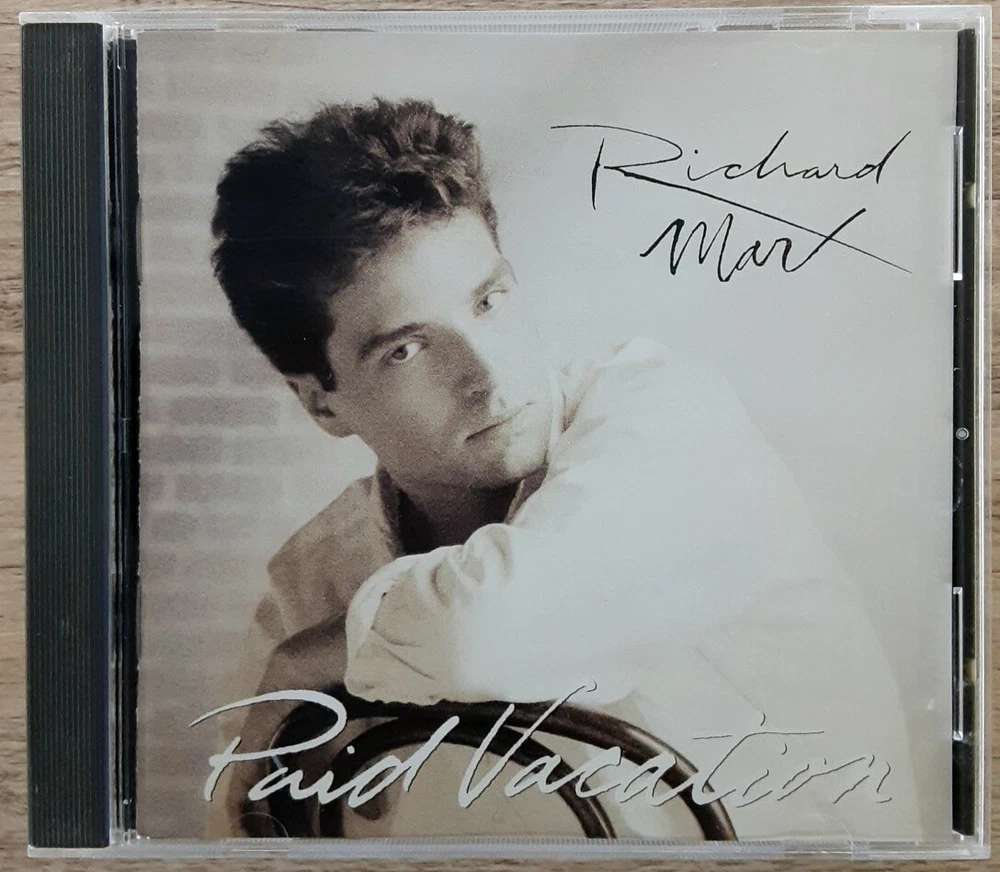 Richard
Marx
Paid Vacation